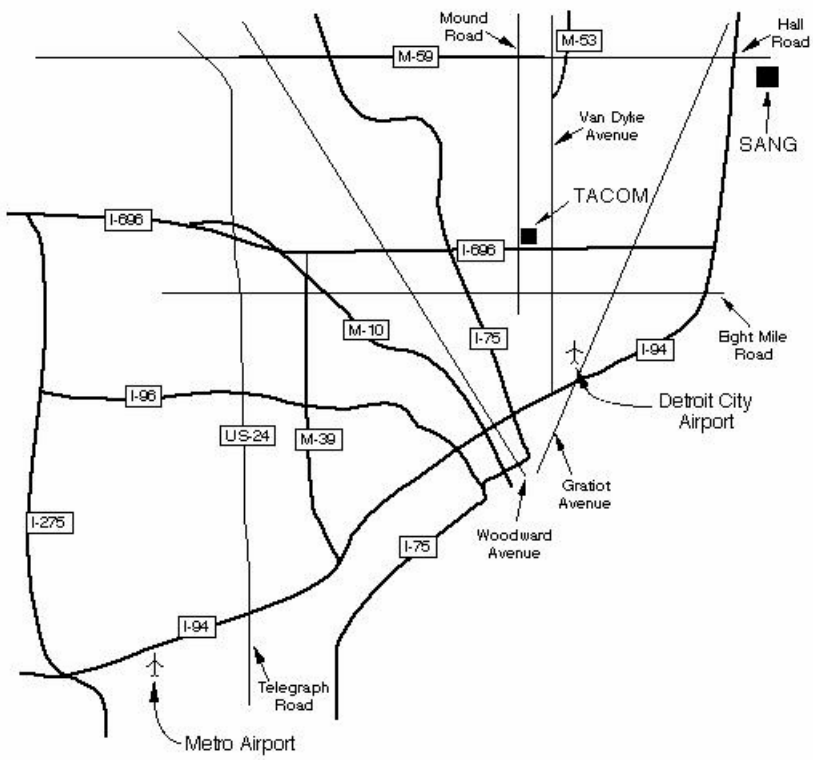 Mound
Road
M-53
Hall
Road
M-59
Van Dyke
Avenue
SANG
TACOM
I-696
I-696
M-10
I-75
I-94
Eight Mile
Road
I-96
Detroit City
Airport
US-24
M-39
Gratiot
Avenue
I-275
I-75
Woodward
Avenue
I-94
Telegraph
Road
Metro Airport